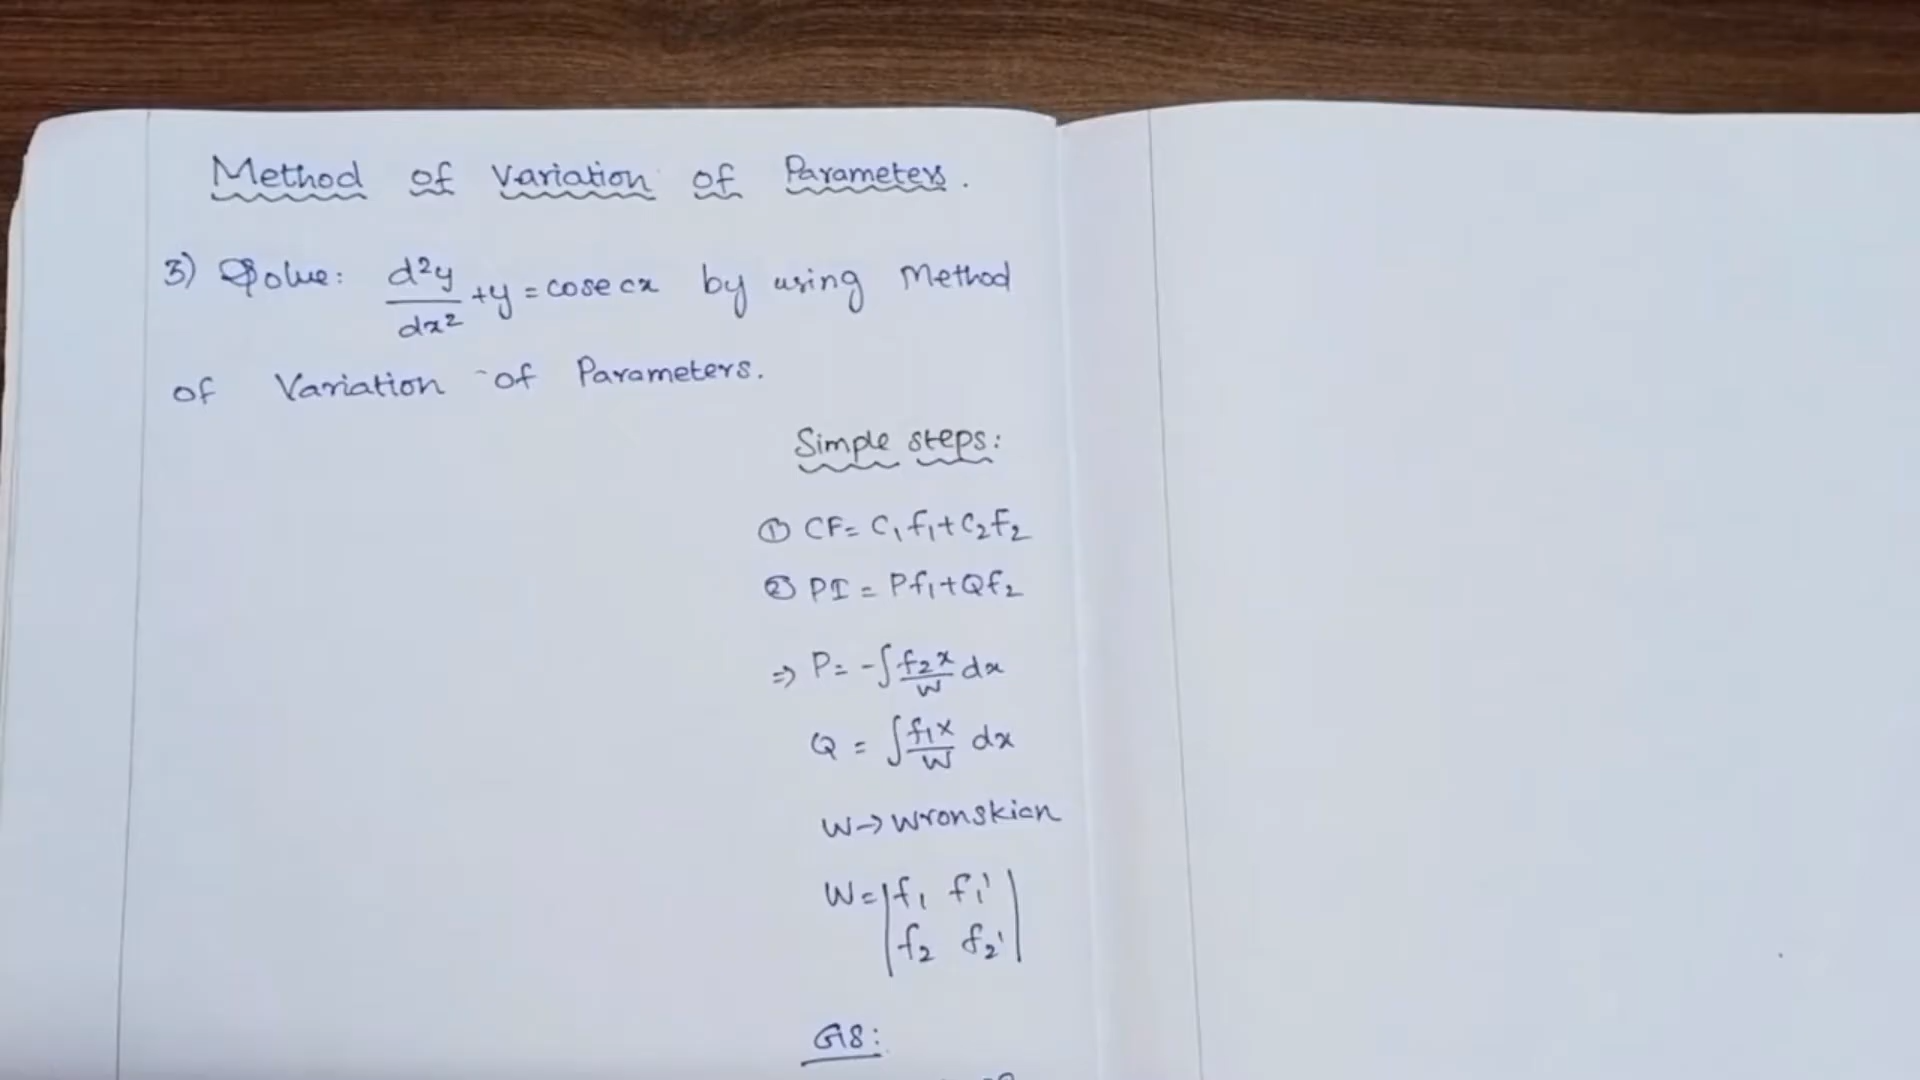 Method of Variation of Parameters.
3) Solve: d²y/dx² + y = cosecx by using Method
of Variation of Parameters.
Simple steps:
① CF = C₁f₁ + C₂f₂
② PI = Pf₁ + Qf₂
⇒ P = -∫ f₂x/W dx
Q = ∫ f₁x/W dx
W → Wronskian
W = |f₁ f₁'|
|f₂ f₂'|
GS: